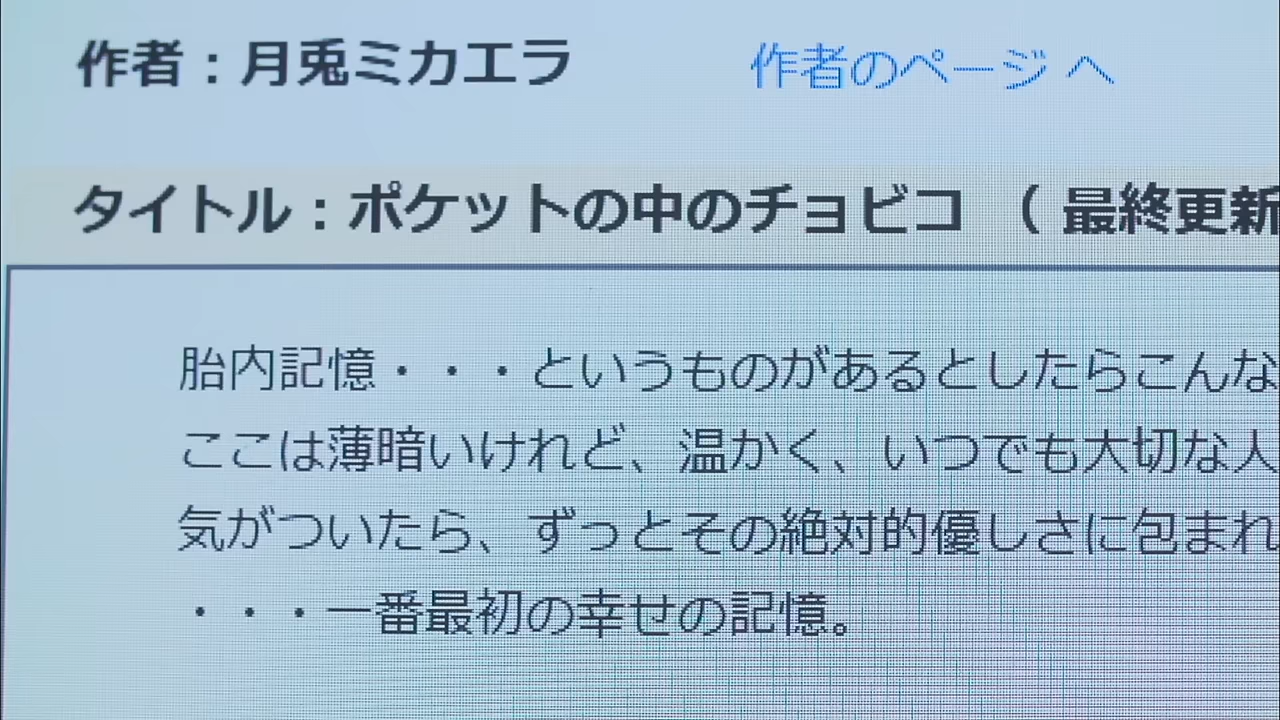 作者：月兎ミカエラ 作者のページ へ
タイトル：ポケットの中のチョビコ （ 最終更新
胎内記憶・・・というものがあるとしたらこんな
ここは薄暗いけれど、温かく、いつでも大切な人
気がついたら、ずっとその絶対的優しさに包まれ
・・・一番最初の幸せの記憶。